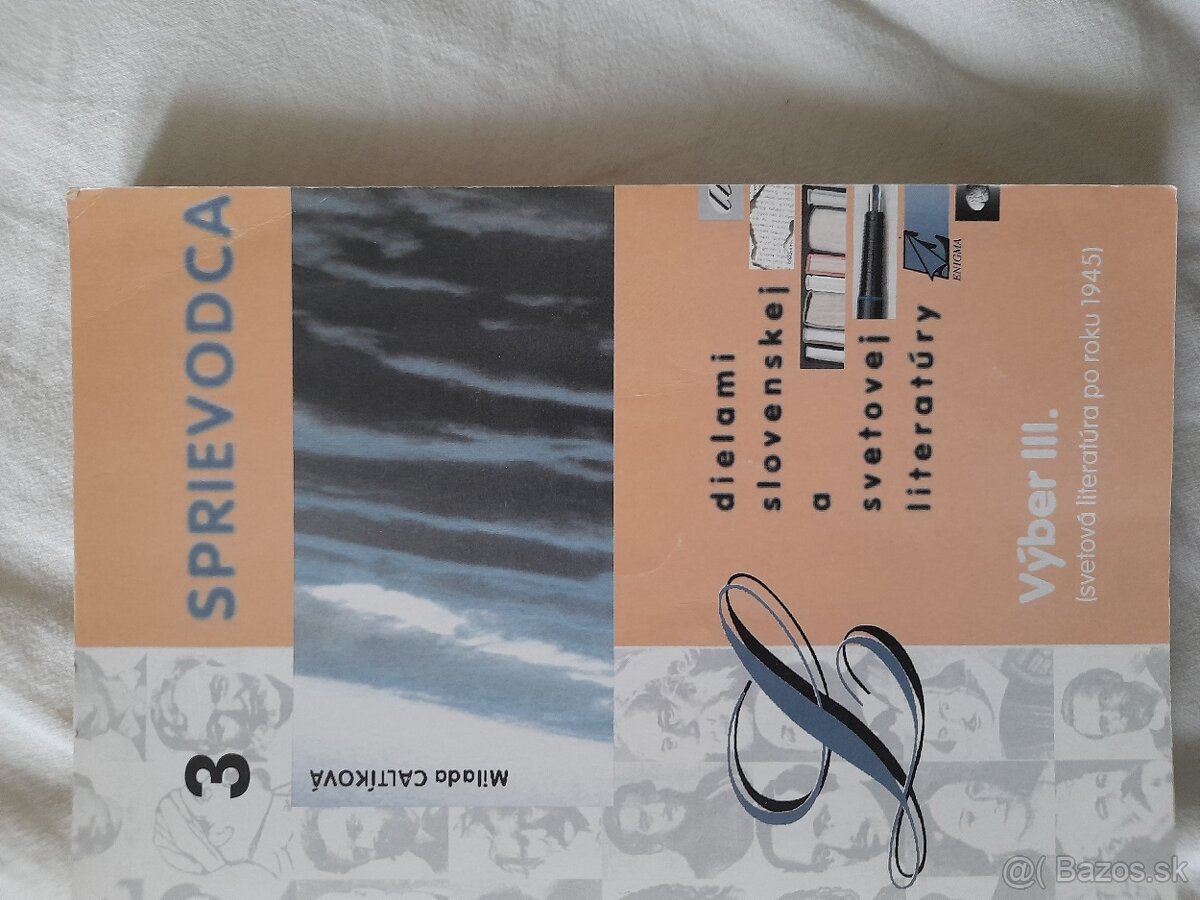 3 SPRIEVODCA
Milada CALTÍKOVÁ
dielami
slovenskej
a
svetovej
literatúry
ENIGMA
Výber III.
(svetová literatúra po roku 1945)
@( Bazos.sk